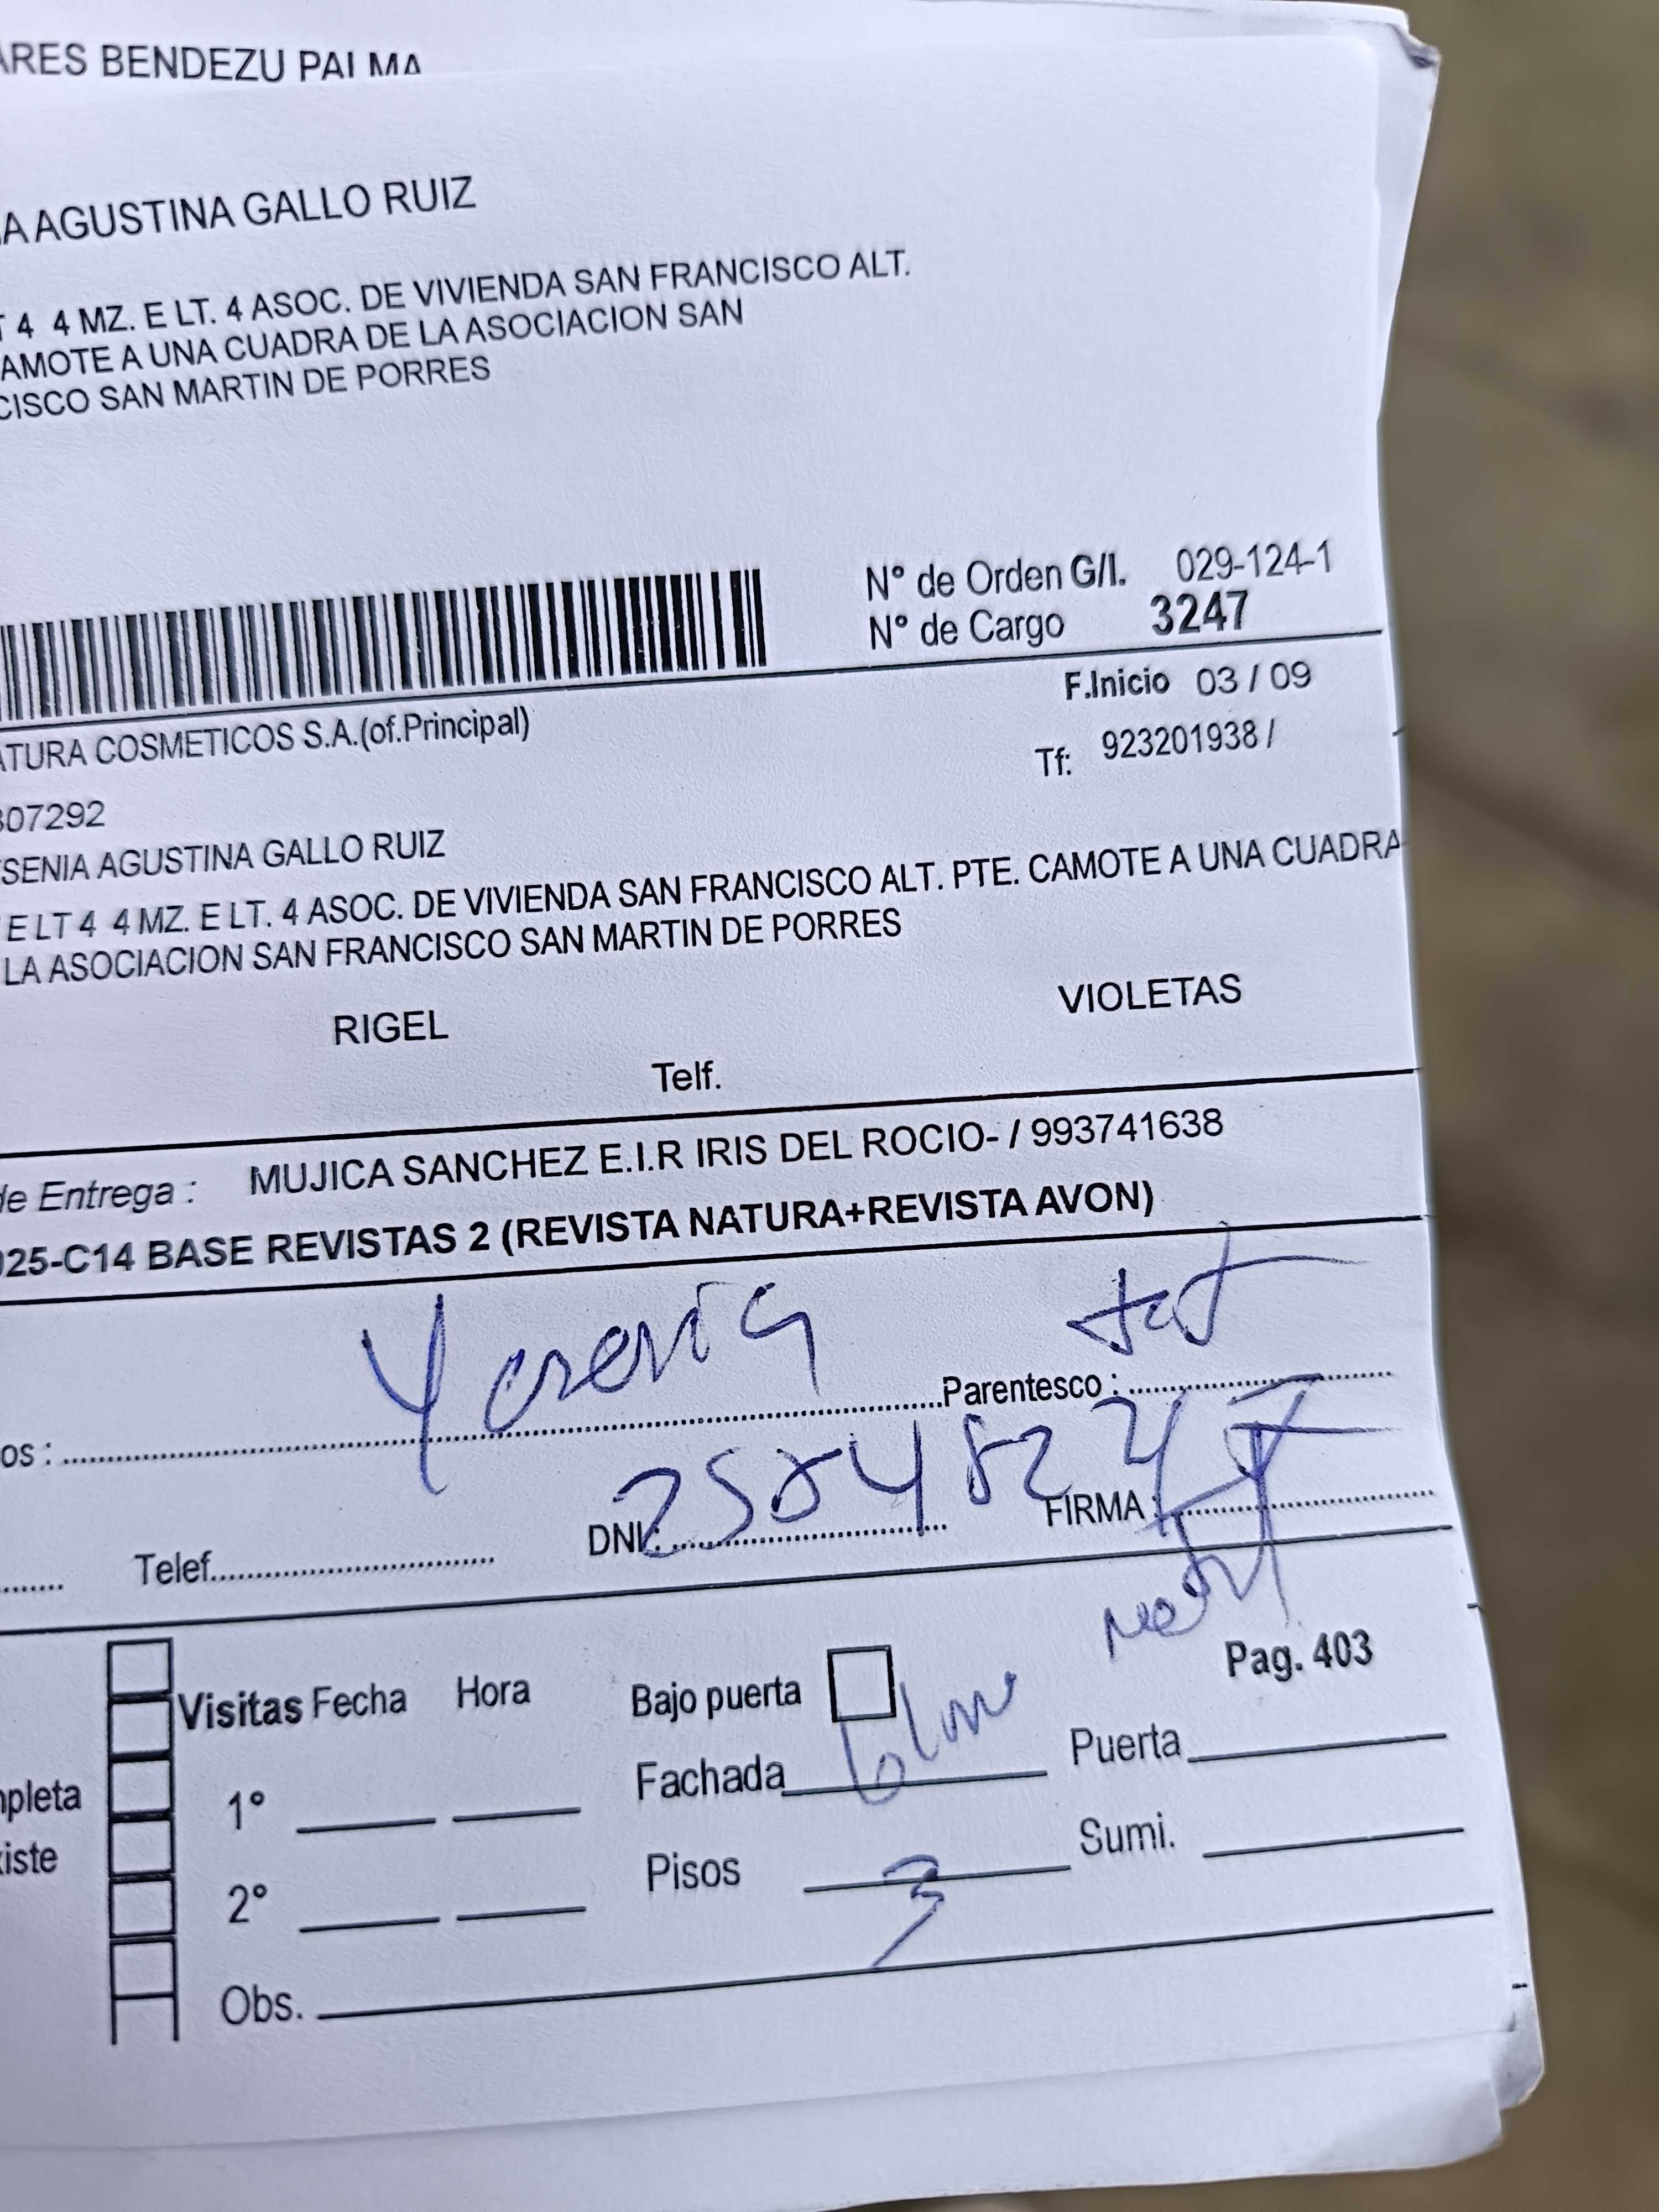 ARES BENDEZU PALMA
A AGUSTINA GALLO RUIZ
T 4 4 MZ. E LT. 4 ASOC. DE VIVIENDA SAN FRANCISCO ALT.
AMOTE A UNA CUADRA DE LA ASOCIACION SAN
CISCO SAN MARTIN DE PORRES
N° de Orden G/I. 029-124-1
N° de Cargo 3247
F.Inicio 03 / 09
ATURA COSMETICOS S.A.(of.Principal)
Tf: 923201938 /
307292
SENIA AGUSTINA GALLO RUIZ
E LT 4 4 MZ. E LT. 4 ASOC. DE VIVIENDA SAN FRANCISCO ALT. PTE. CAMOTE A UNA CUADRA
LA ASOCIACION SAN FRANCISCO SAN MARTIN DE PORRES
RIGEL VIOLETAS
Telf.
de Entrega : MUJICA SANCHEZ E.I.R IRIS DEL ROCIO- / 993741638
025-C14 BASE REVISTAS 2 (REVISTA NATURA+REVISTA AVON)
os : Yesenia Parentesco : tit
Telef. DNI: FIRMA :
Pag. 403
Visitas Fecha Hora Bajo puerta
mpleta 1° Fachada Puerta
xiste
2° Pisos 3 Sumi.
Obs.